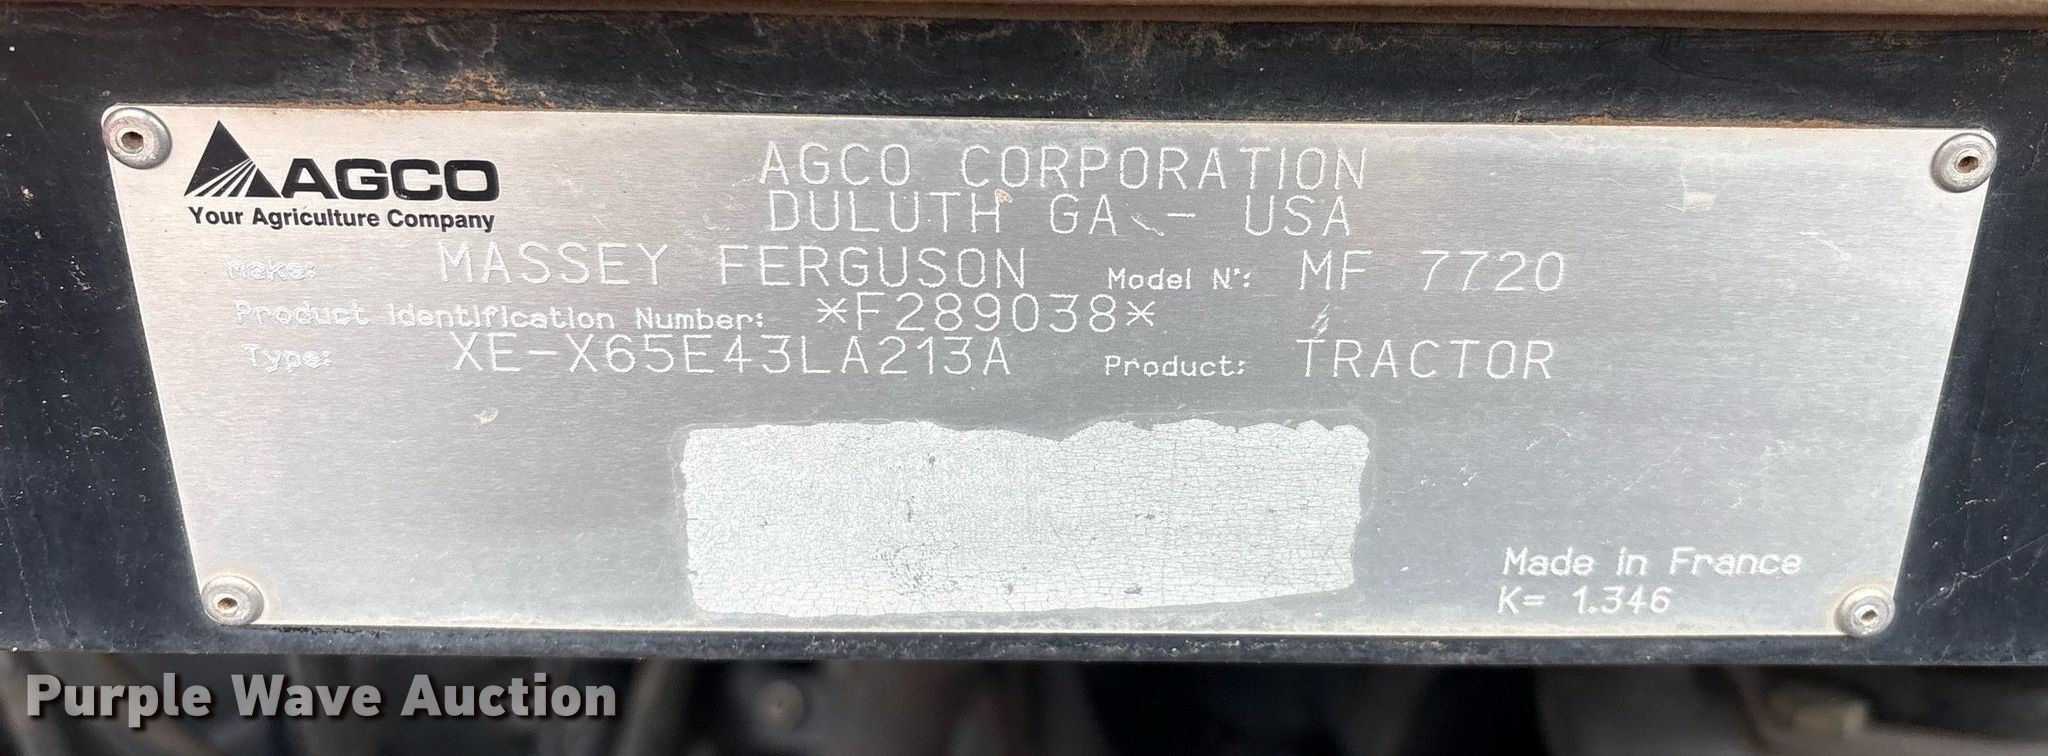 AGCO
Your Agriculture Company
AGCO CORPORATION
DULUTH GA - USA
Make: MASSEY FERGUSON Model N°: MF 7720
Product Identification Number: *F289038*
Type: XE-X65E43LA213A Product: TRACTOR
Made in France
K= 1.346
Purple Wave Auction